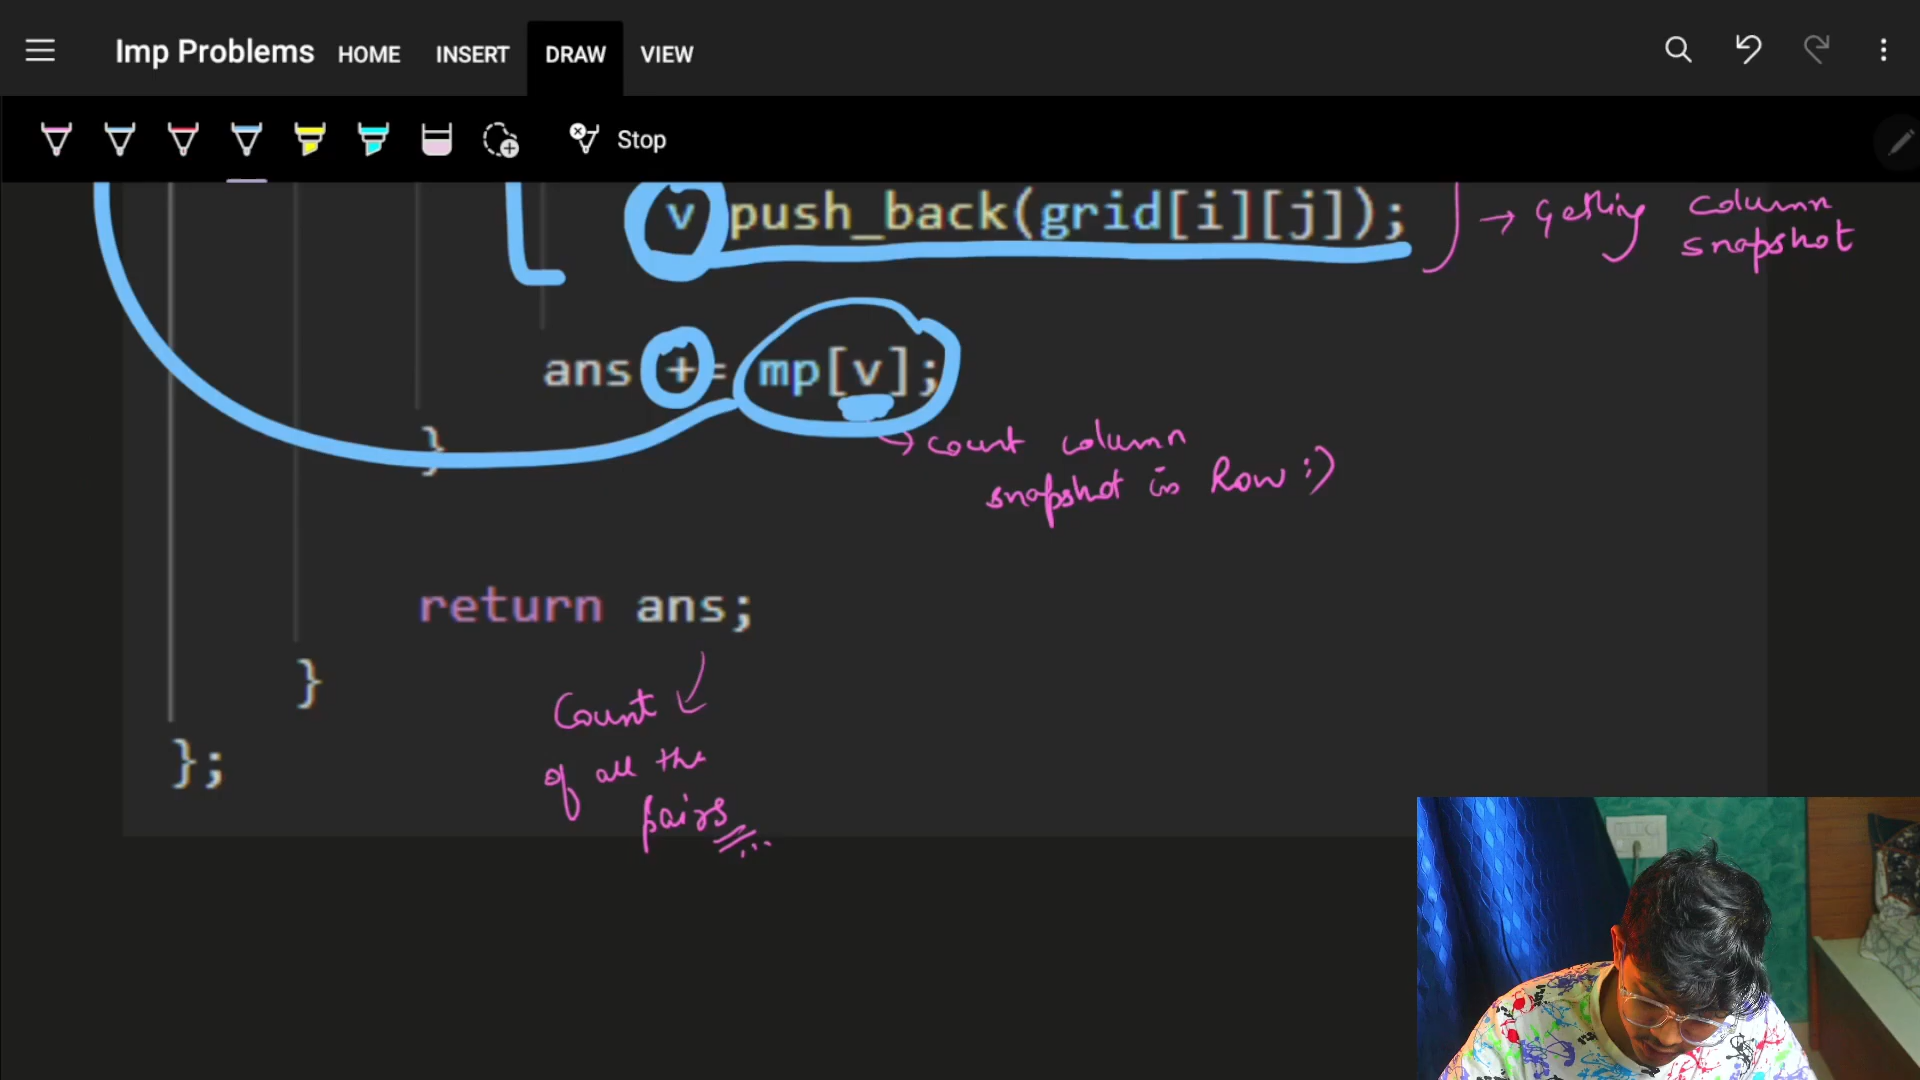 Imp Problems HOME INSERT DRAW VIEW
Stop
v push_back(grid[i][j]); → Getting column
snapshot
ans += mp[v];
→ count column
snapshot in Row :)
}
return ans;
}
Count
of all the
pairs
};